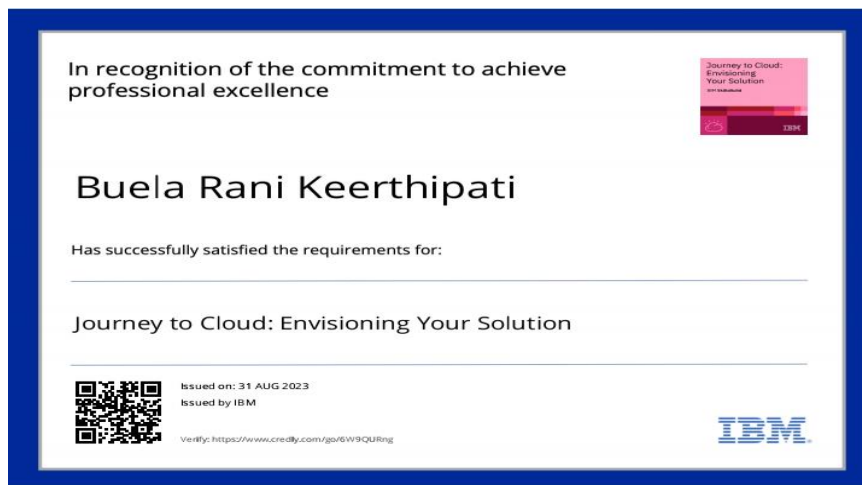 In recognition of the commitment to achieve
professional excellence
Journey to Cloud:
Envisioning
Your Solution
IBM SkillsBuild
IBM
Buela Rani Keerthipati
Has successfully satisfied the requirements for:
Journey to Cloud: Envisioning Your Solution
Issued on: 31 AUG 2023
Issued by IBM
Verify: https://www.credly.com/go/6W9QURng
IBM